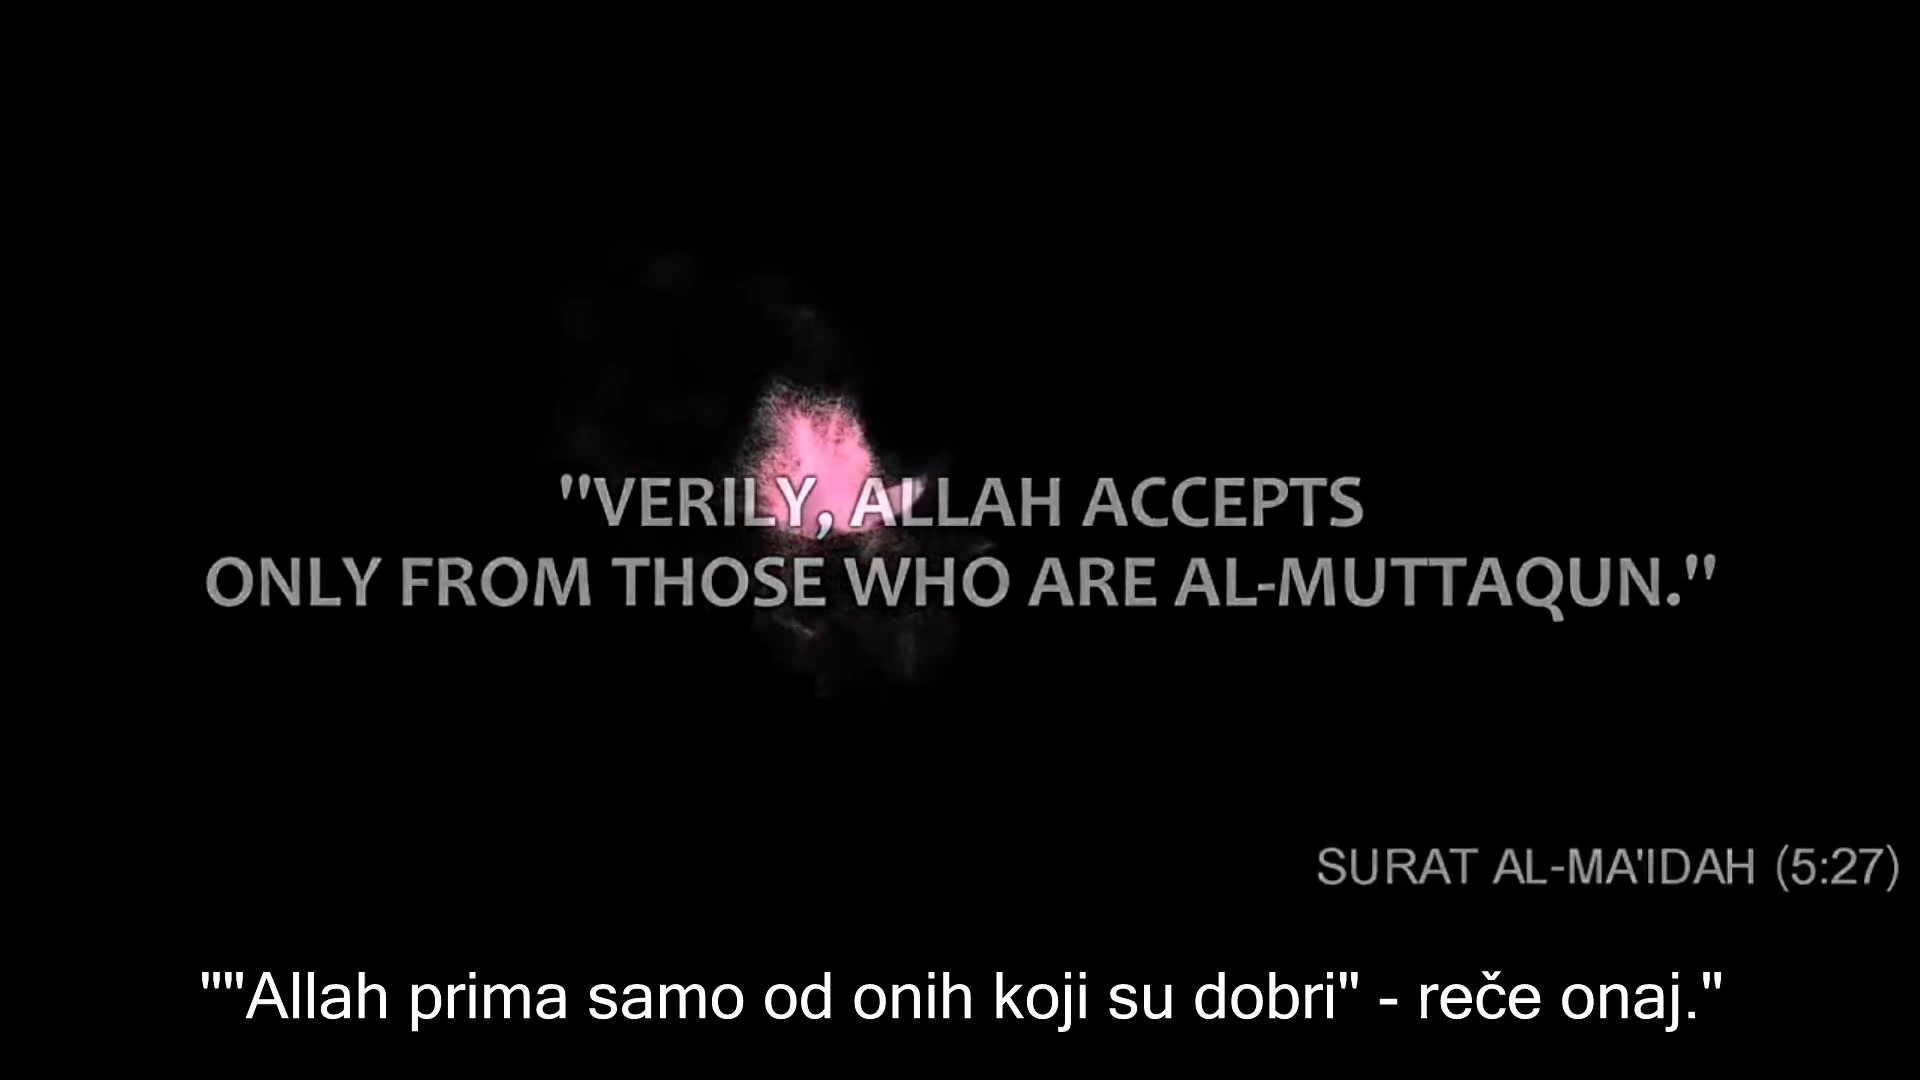 "VERILY, ALLAH ACCEPTS
ONLY FROM THOSE WHO ARE AL-MUTTAQUN."
SURAT AL-MA'IDAH (5:27)
""Allah prima samo od onih koji su dobri" - reče onaj."